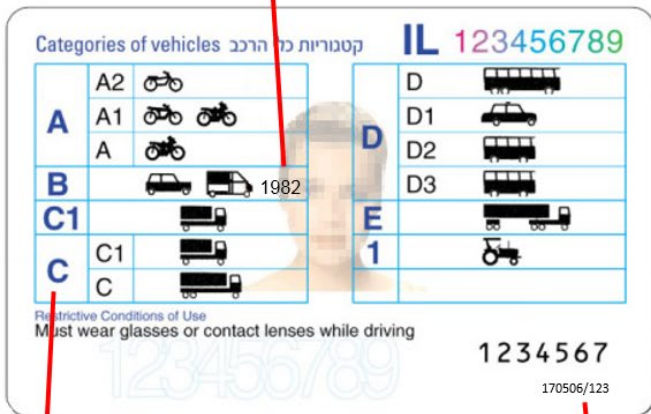 Categories of vehicles קטגוריות כלי הרכב IL 123456789
A
A2
A1
A
B 1982
C1
C
C1
C
D
D
D1
D2
D3
E
1
Restrictive Conditions of Use
Must wear glasses or contact lenses while driving
123456789
1234567
170506/123